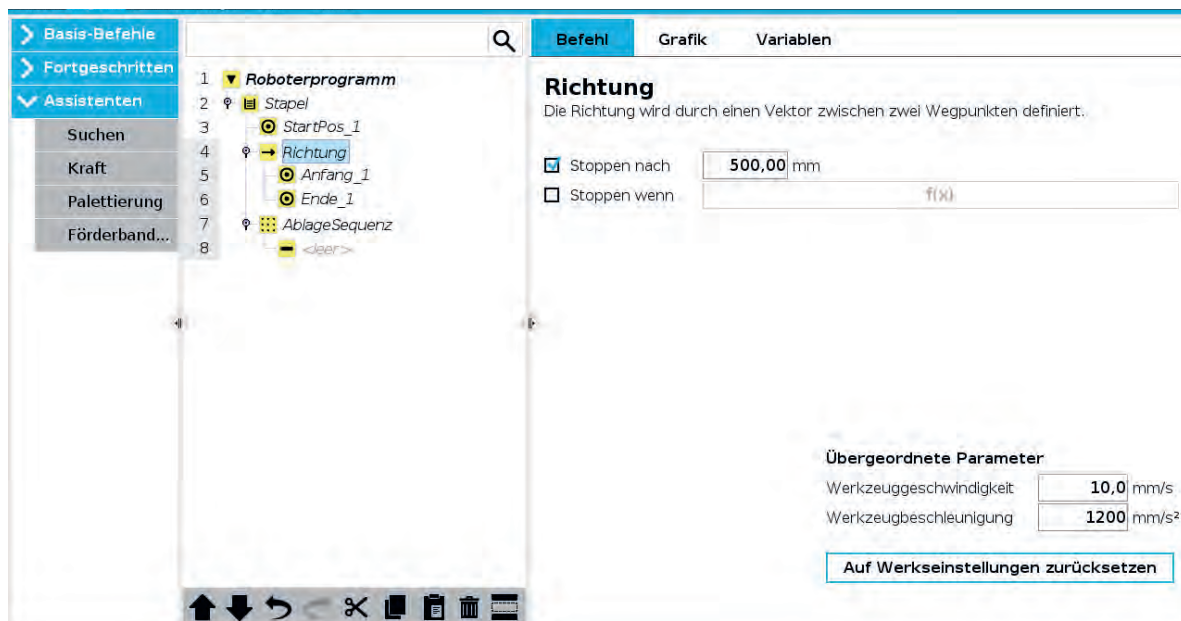 Basis-Befehle
Fortgeschritten
Assistenten
Suchen
Kraft
Palettierung
Förderband...
1 Roboterprogramm
2 Stapel
3 StartPos_1
4 Richtung
5 Anfang_1
6 Ende_1
7 AblageSequenz
8 <leer>
Befehl Grafik Variablen
Richtung
Die Richtung wird durch einen Vektor zwischen zwei Wegpunkten definiert.
Stoppen nach 500,00 mm
Stoppen wenn f(x)
Übergeordnete Parameter
Werkzeuggeschwindigkeit 10,0 mm/s
Werkzeugbeschleunigung 1200 mm/s²
Auf Werkseinstellungen zurücksetzen